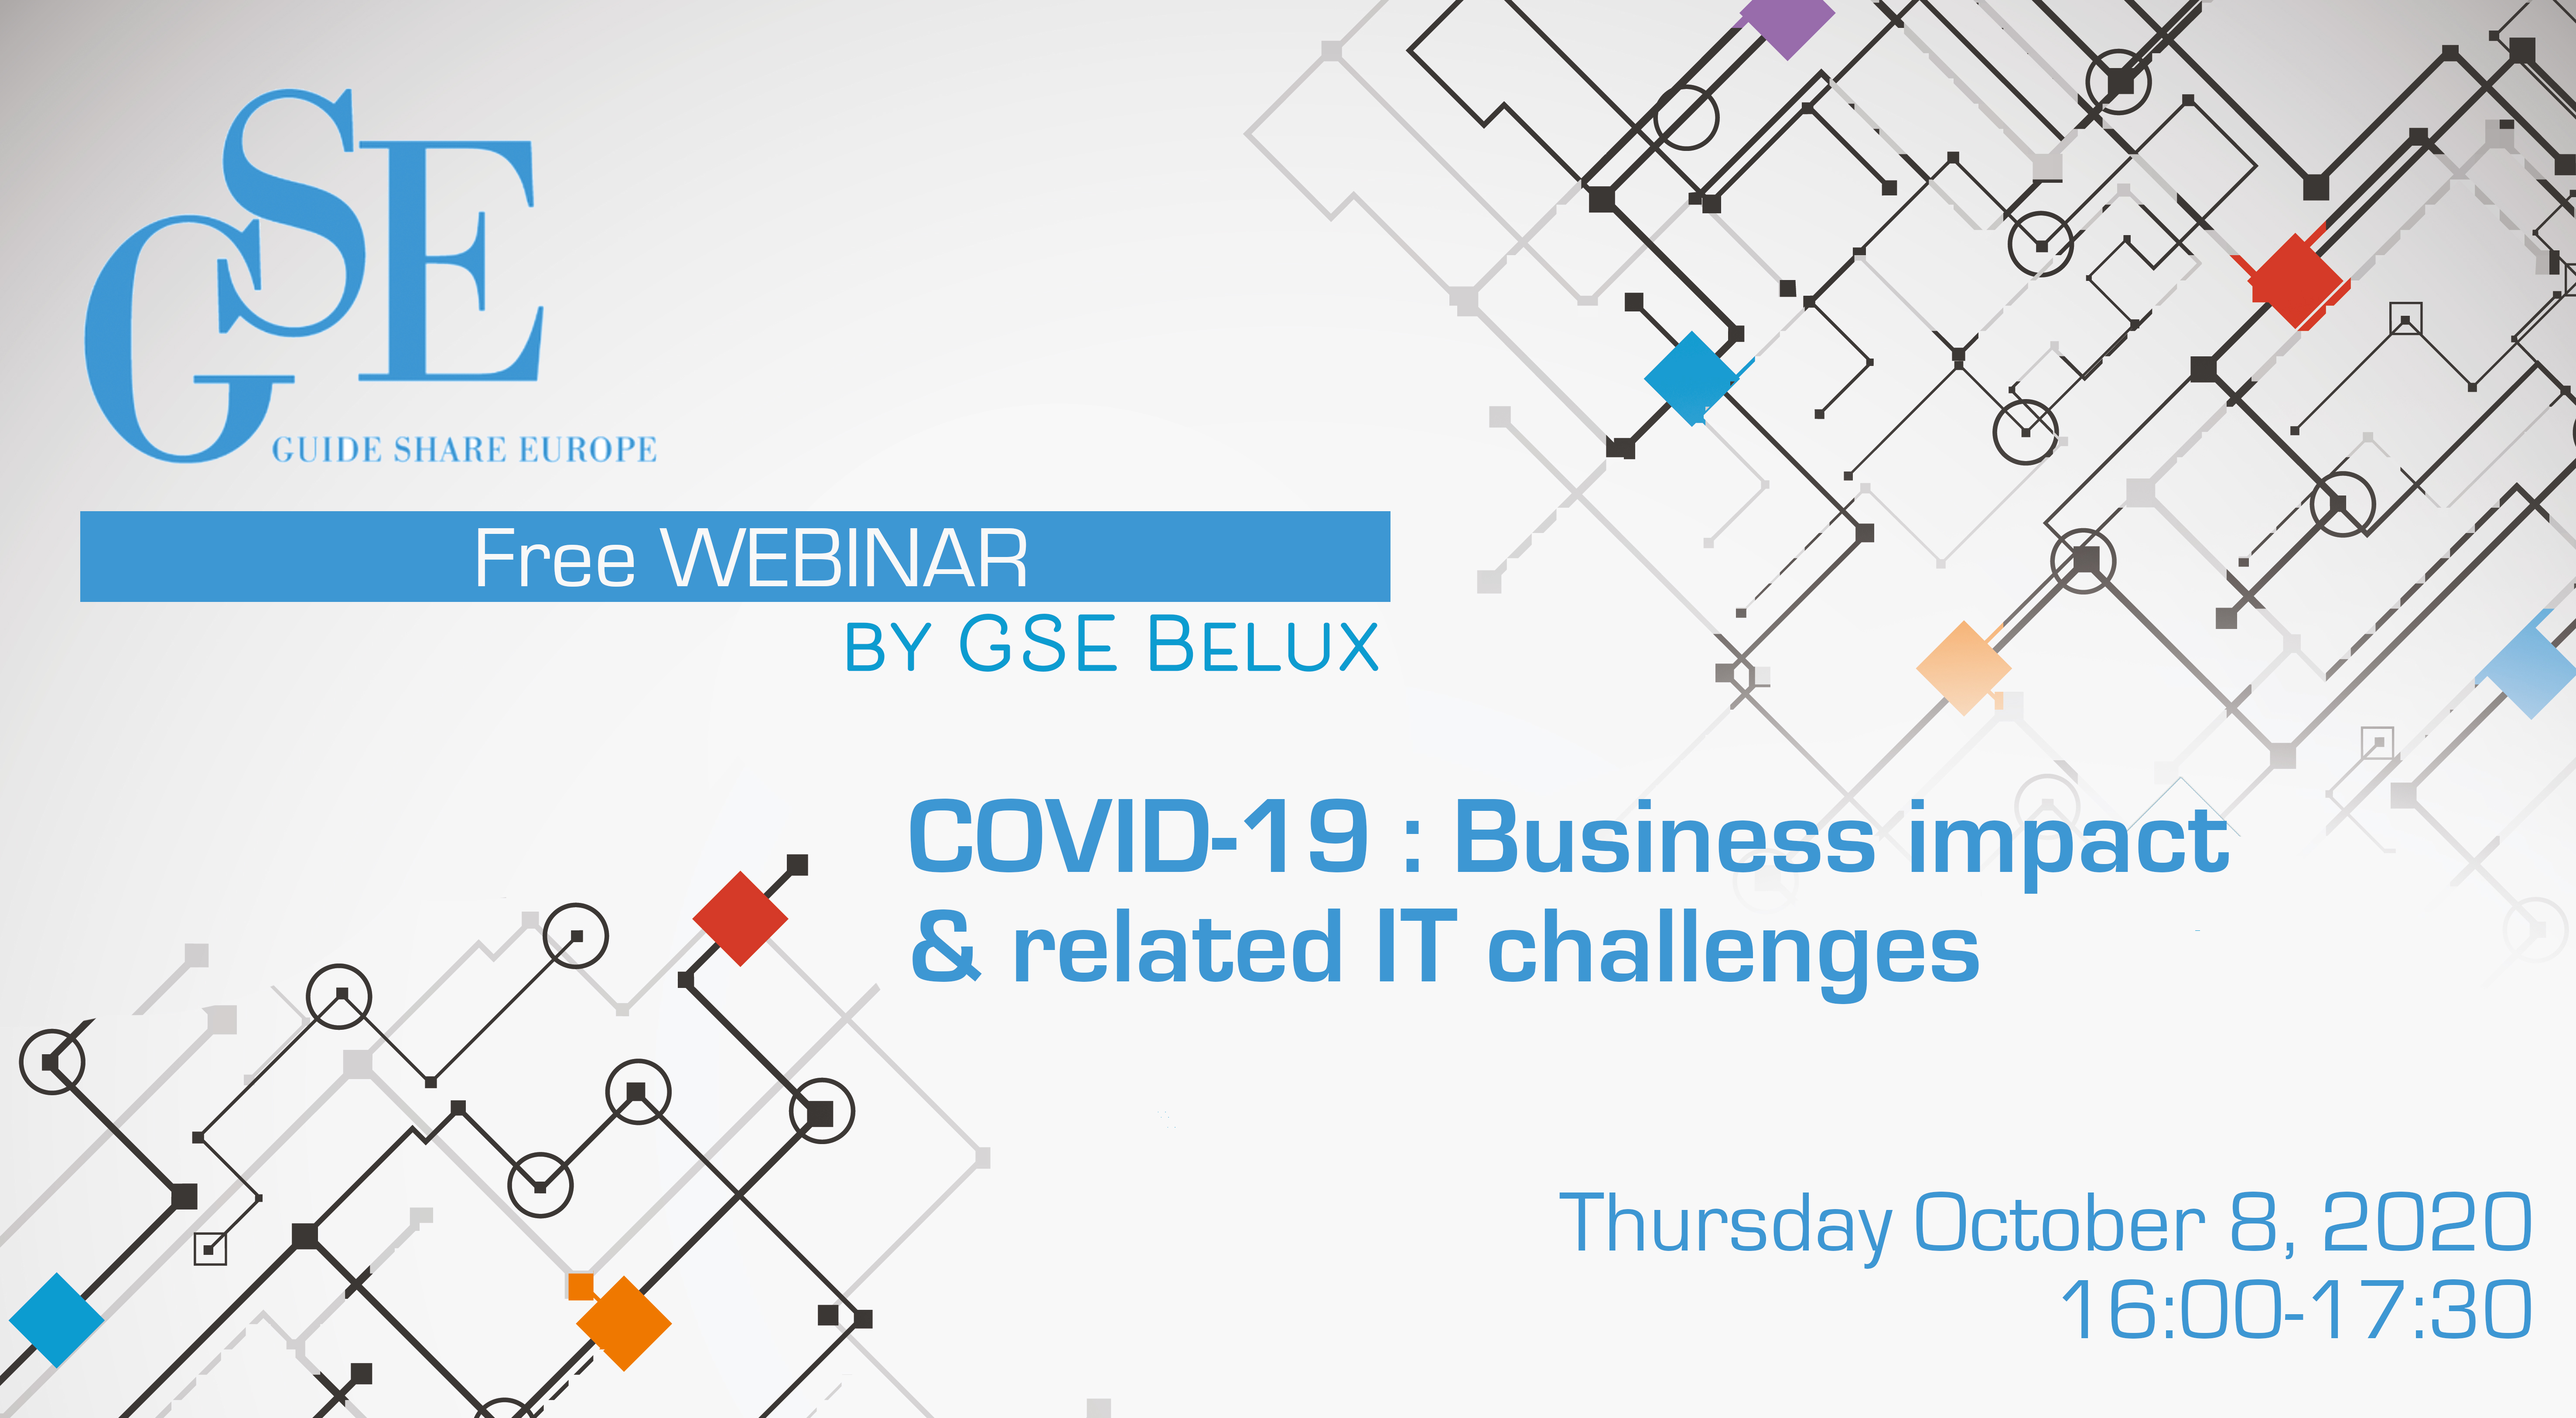 GSE
GUIDE SHARE EUROPE
Free WEBINAR
BY GSE BELUX
COVID-19 : Business impact
& related IT challenges
Thursday October 8, 2020
16:00-17:30